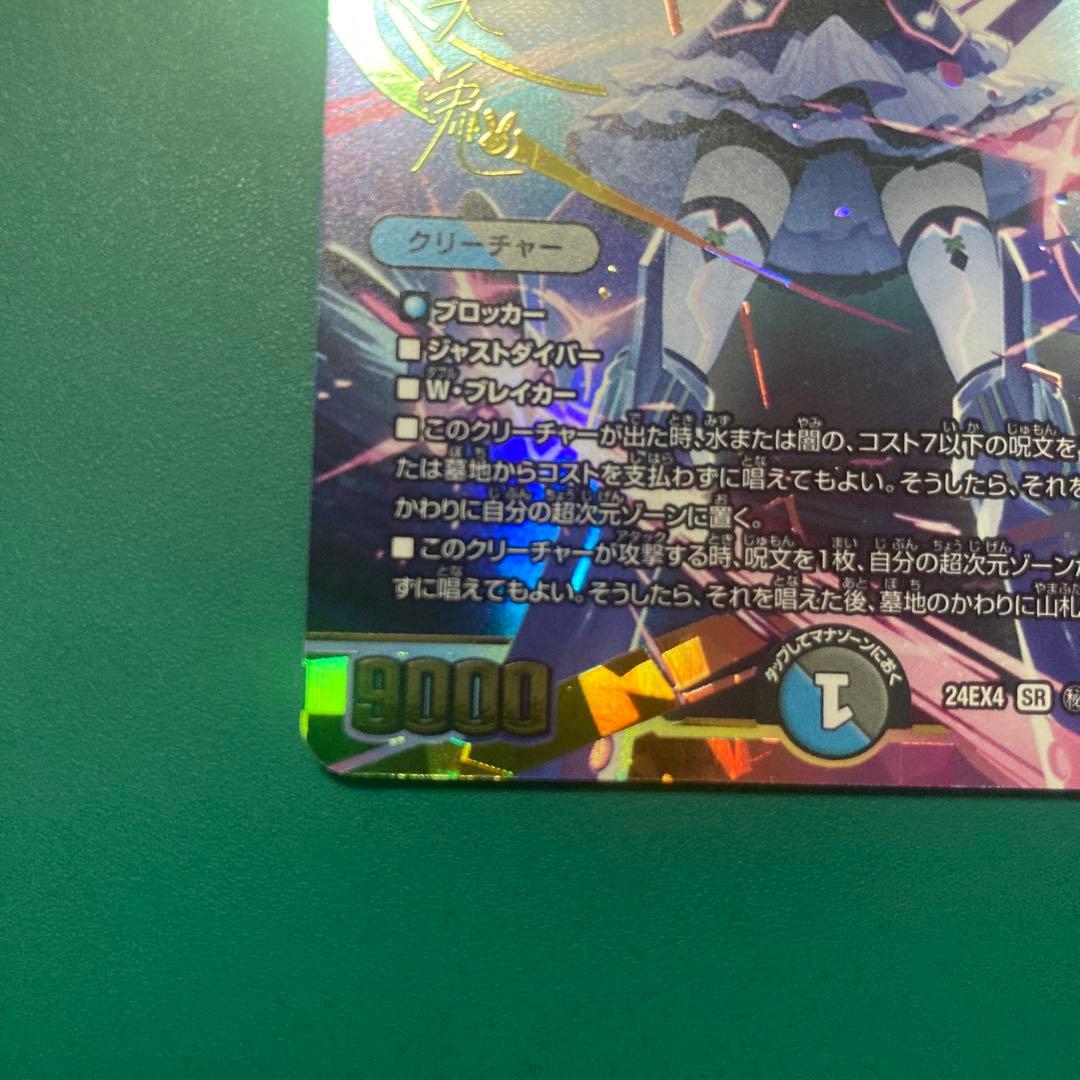 クリーチャー
ブロッカー
■ジャストダイバー
■W・ブレイカー
■このクリーチャーが出た時、水または闇の、コスト7以下の呪文を
たは墓地からコストを支払わずに唱えてもよい。そうしたら、それを
かわりに自分の超次元ゾーンに置く。
■このクリーチャーが攻撃する時、呪文を1枚、自分の超次元ゾーン
ずに唱えてもよい。そうしたら、それを唱えた後、墓地のかわりに山札
9000
タップしてマナゾーンにおく
1
24EX4 SR ㊙